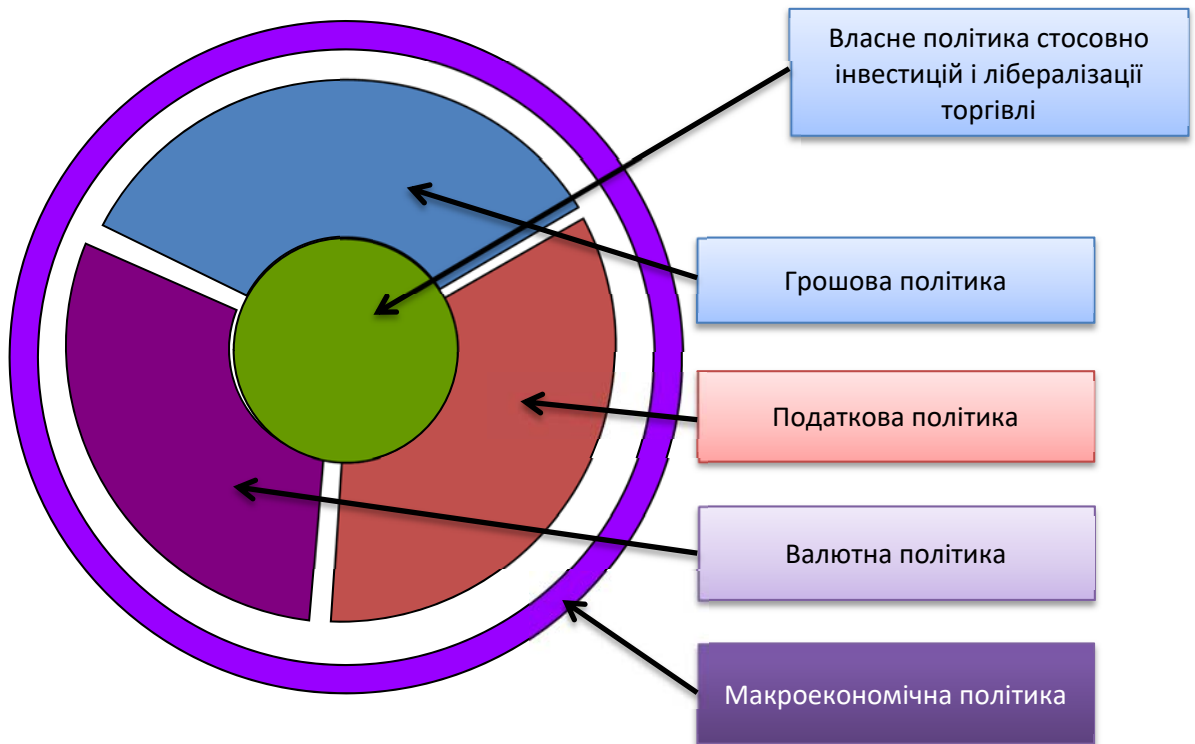 Власне політика стосовно
інвестицій і лібералізації
торгівлі
Грошова політика
Податкова політика
Валютна політика
Макроекономічна політика